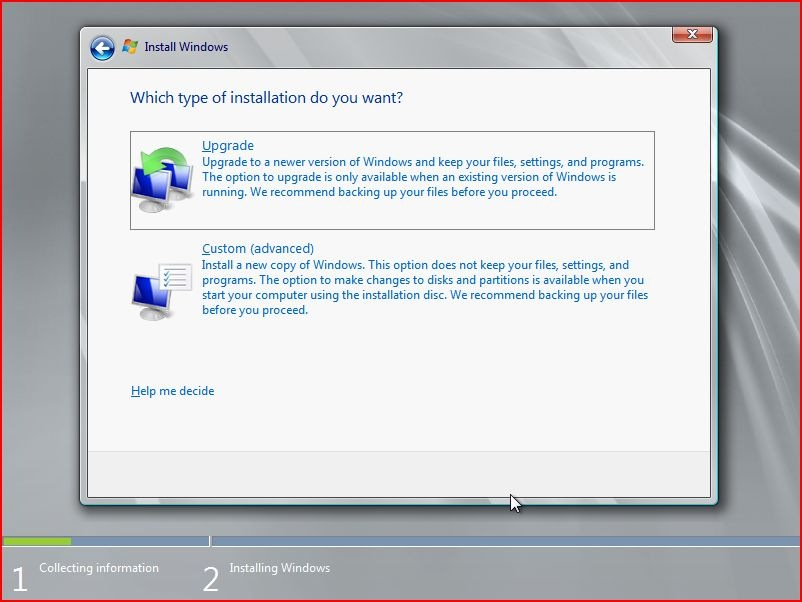 Install Windows
Which type of installation do you want?
Upgrade
Upgrade to a newer version of Windows and keep your files, settings, and programs.
The option to upgrade is only available when an existing version of Windows is
running. We recommend backing up your files before you proceed.
Custom (advanced)
Install a new copy of Windows. This option does not keep your files, settings, and
programs. The option to make changes to disks and partitions is available when you
start your computer using the installation disc. We recommend backing up your files
before you proceed.
Help me decide
1 Collecting information
2 Installing Windows